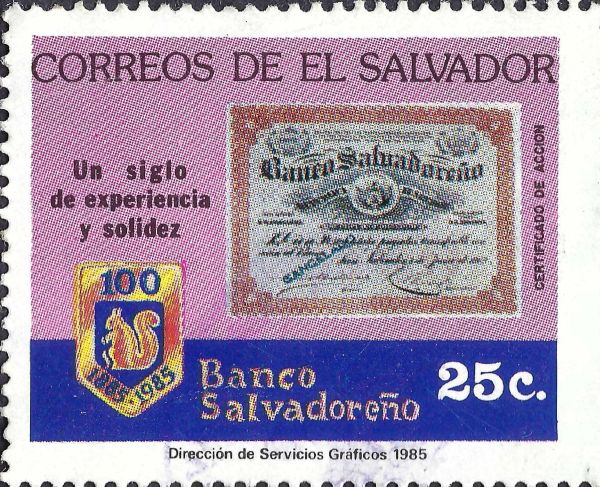 CORREOS DE EL SALVADOR
Un siglo
de experiencia
y solidez
Banco Salvadoreño
CANCELADO
CERTIFICADO DE ACCION
100
1885-1985
Banco
Salvadoreño
25c.
Dirección de Servicios Gráficos 1985